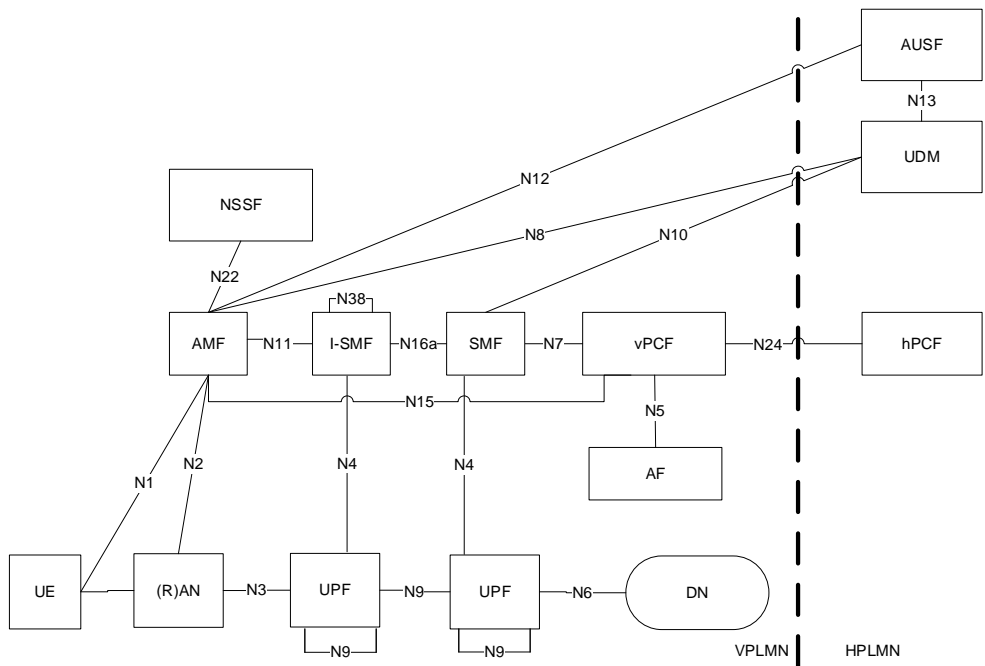 AUSF
N13
UDM
N12
NSSF
N8
N10
N22
N38
AMF
N11
I-SMF
N16a
SMF
N7
vPCF
N24
hPCF
N15
N5
N2
N4
N4
AF
N1
UE
(R)AN
N3
UPF
N9
UPF
N6
DN
N9
N9
VPLMN
HPLMN